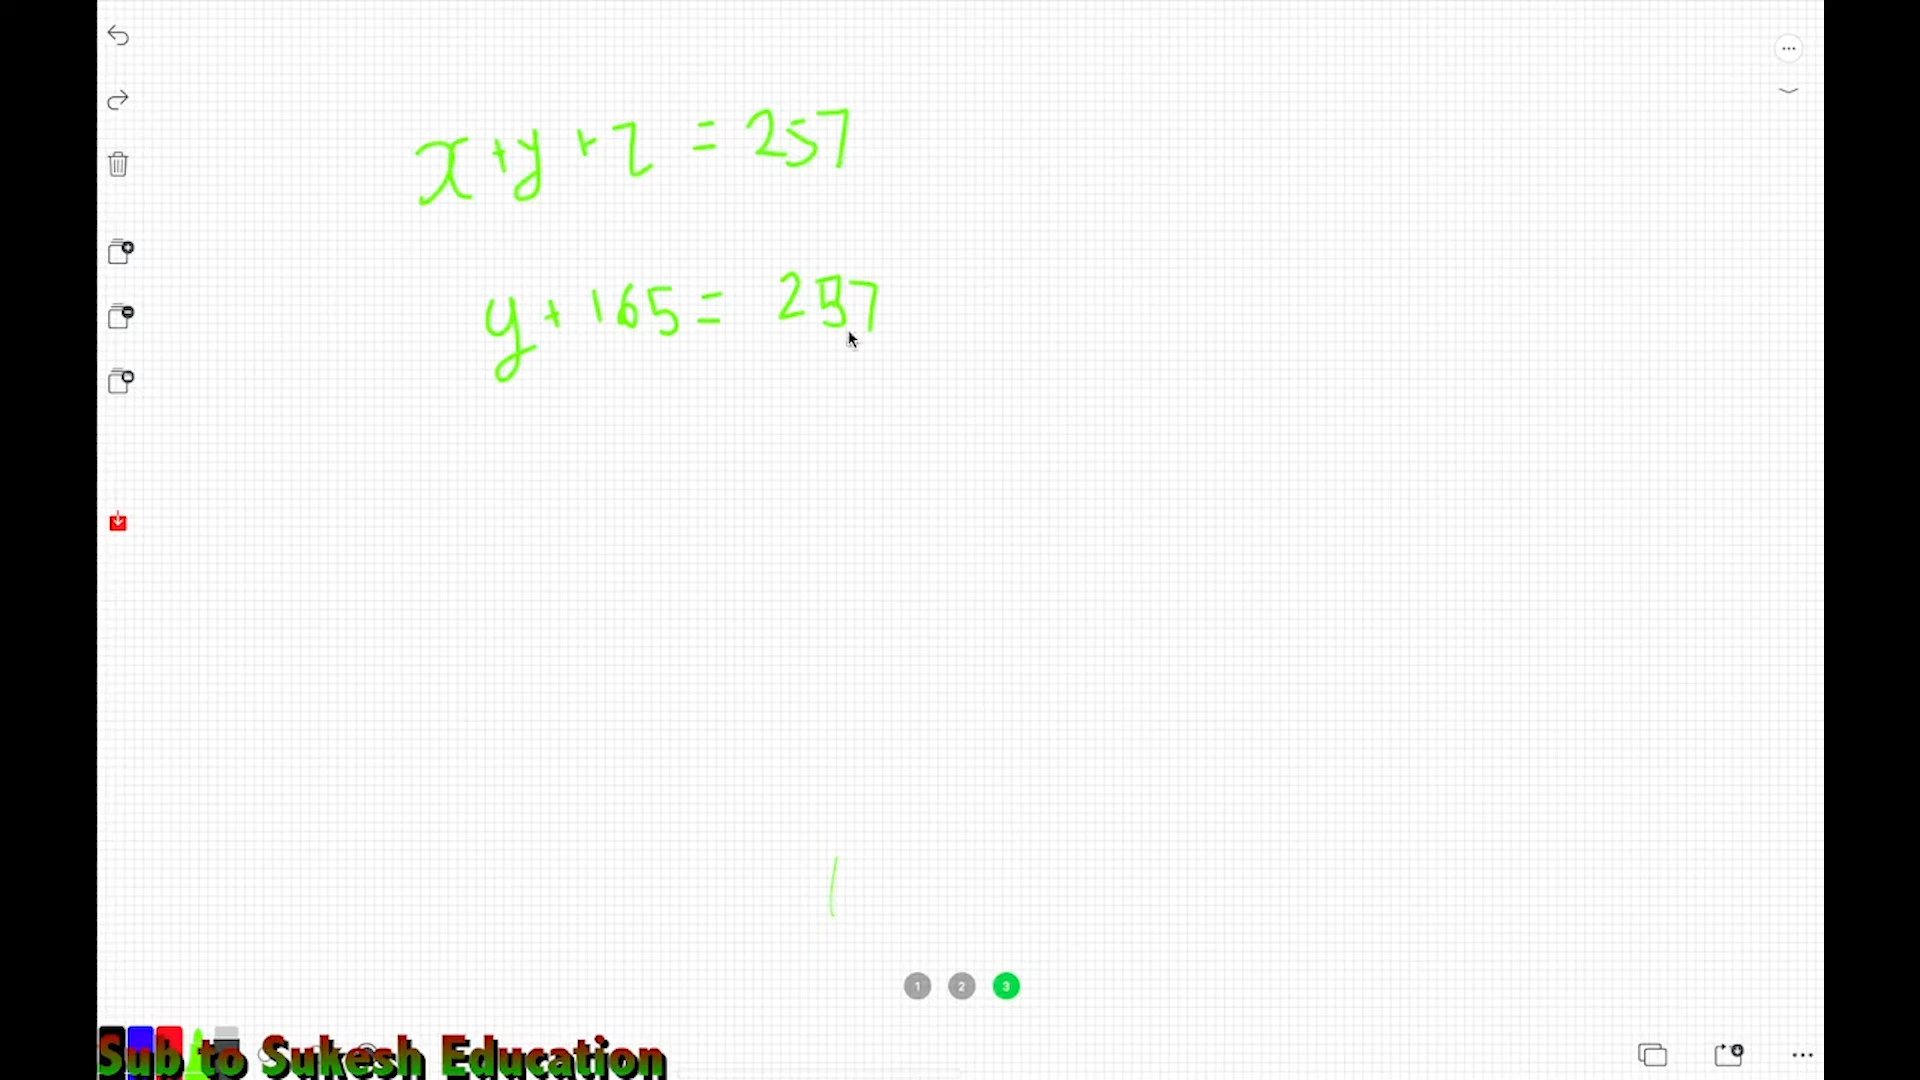 x + y + z = 257
y + 165 = 257
1 2 3
Sub to Sukesh Education